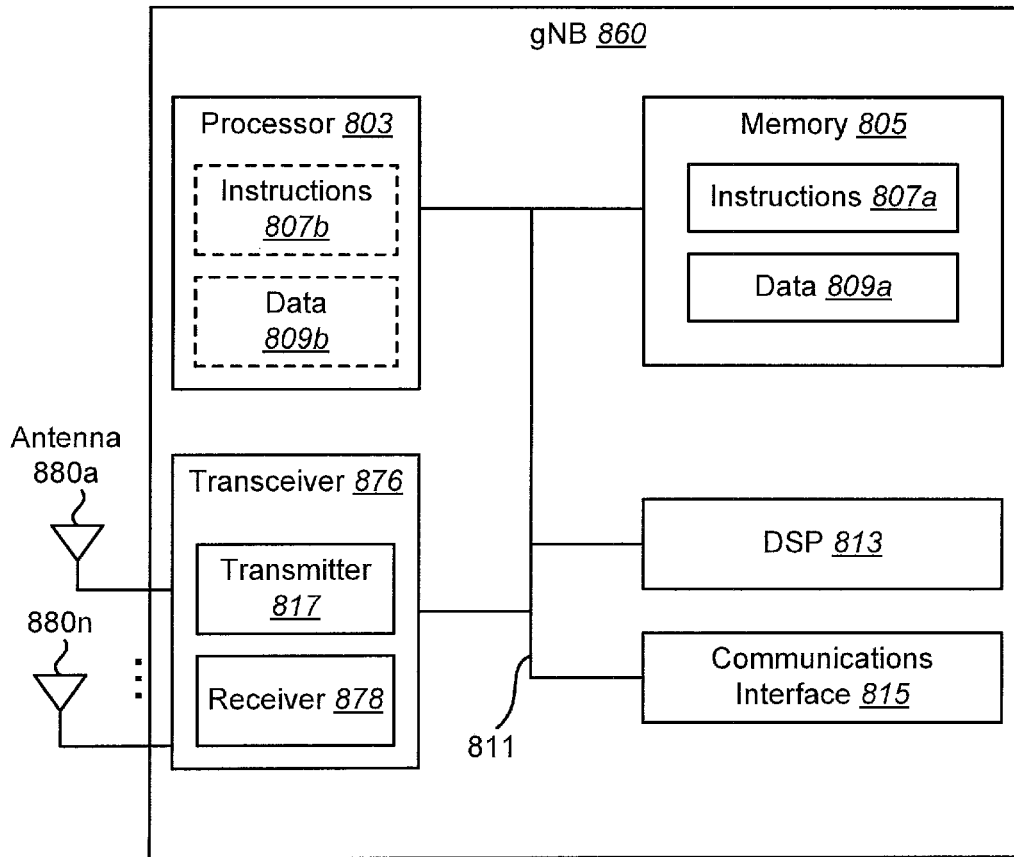 gNB 860
Processor 803
Instructions
807b
Data
809b
Memory 805
Instructions 807a
Data 809a
Antenna
880a
880n
Transceiver 876
Transmitter
817
Receiver 878
DSP 813
Communications
Interface 815
811